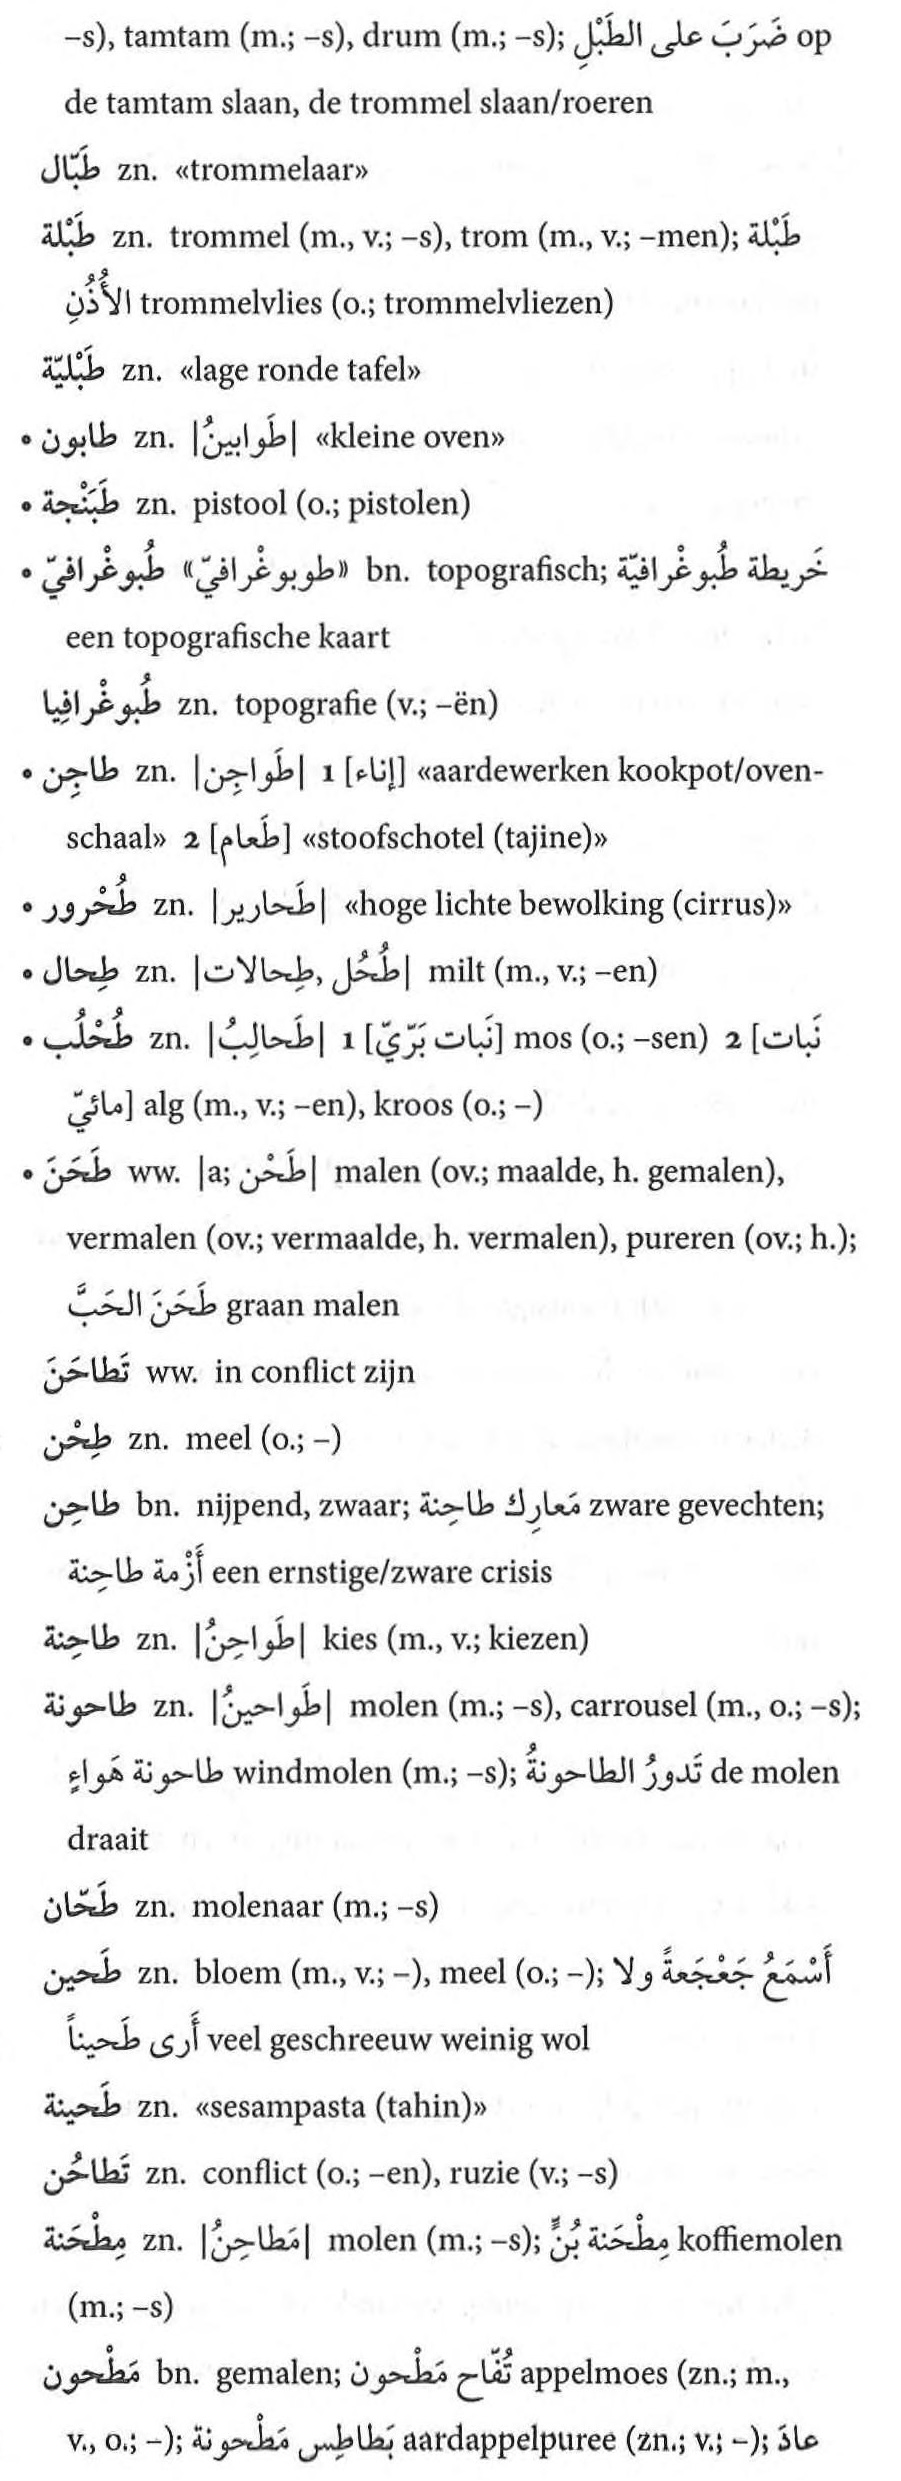 –s), tamtam (m.; –s), drum (m.; –s); ضَرَبَ على الطَبْلِ op
de tamtam slaan, de trommel slaan/roeren
طَبّال zn. «trommelaar»
طَبْلة zn. trommel (m., v.; –s), trom (m., v.; –men); طَبْلة
الأُذُنِ trommelvlies (o.; trommelvliezen)
طَبْليّة zn. «lage ronde tafel»
• طابون zn. |طَوابينُ| «kleine oven»
• طَبَنْجة zn. pistool (o.; pistolen)
• طُبوغْرافيّ «طوبوغْرافيّ» bn. topografisch; خَريطة طُبوغْرافيّة
een topografische kaart
طُبوغْرافِيا zn. topografie (v.; –ën)
• طاجِن zn. |طَواجِن| 1 [إناء] «aardewerken kookpot/oven-
schaal» 2 [طَعام] «stoofschotel (tajine)»
• طُخْرور zn. |طَخارير| «hoge lichte bewolking (cirrus)»
• طِحال zn. |طُحُل, طِحالات| milt (m., v.; –en)
• طُحْلُب zn. |طَحالِبُ| 1 [نَبات بَرّيّ] mos (o.; –sen) 2 [نَبات
مائيّ] alg (m., v.; –en), kroos (o.; –)
• طَحَنَ ww. |a; طَحْن| malen (ov.; maalde, h. gemalen),
vermalen (ov.; vermaalde, h. vermalen), pureren (ov.; h.);
طَحَنَ الحَبَّ graan malen
تَطاحَنَ ww. in conflict zijn
طِحْن zn. meel (o.; –)
طاحِن bn. nijpend, zwaar; مَعارِك طاحِنة zware gevechten;
أَزْمة طاحِنة een ernstige/zware crisis
طاحِنة zn. |طَواحِنُ| kies (m., v.; kiezen)
طاحونة zn. |طَواحينُ| molen (m.; –s), carrousel (m., o.; –s);
طاحونة هَواءٍ windmolen (m.; –s); تَدورُ الطاحونةُ de molen
draait
طَحّان zn. molenaar (m.; –s)
طَحين zn. bloem (m., v.; –), meel (o.; –); أَسْمَعُ جَعْجَعةً ولا
أَرى طَحيناً veel geschreeuw weinig wol
طَحينة zn. «sesampasta (tahin)»
تَطاحُن zn. conflict (o.; –en), ruzie (v.; –s)
مِطْحَنة zn. |مَطاحِنُ| molen (m.; –s); مِطْحَنة بُنٍّ koffiemolen
(m.; –s)
مَطْحون bn. gemalen; تُفّاح مَطْحون appelmoes (zn.; m.,
v., o.; –); بَطاطِس مَطْحونة aardappelpuree (zn.; v.; –); عادَ